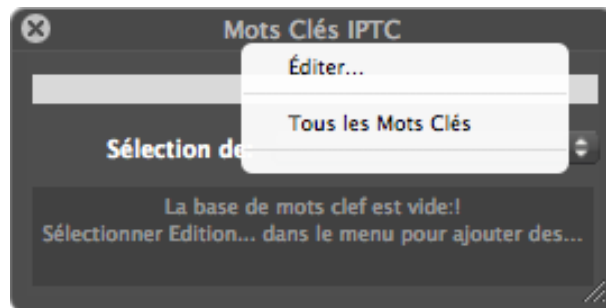 Mots Clés IPTC
Éditer...
Tous les Mots Clés
Sélection de:
La base de mots clef est vide:!
Sélectionner Edition... dans le menu pour ajouter des...